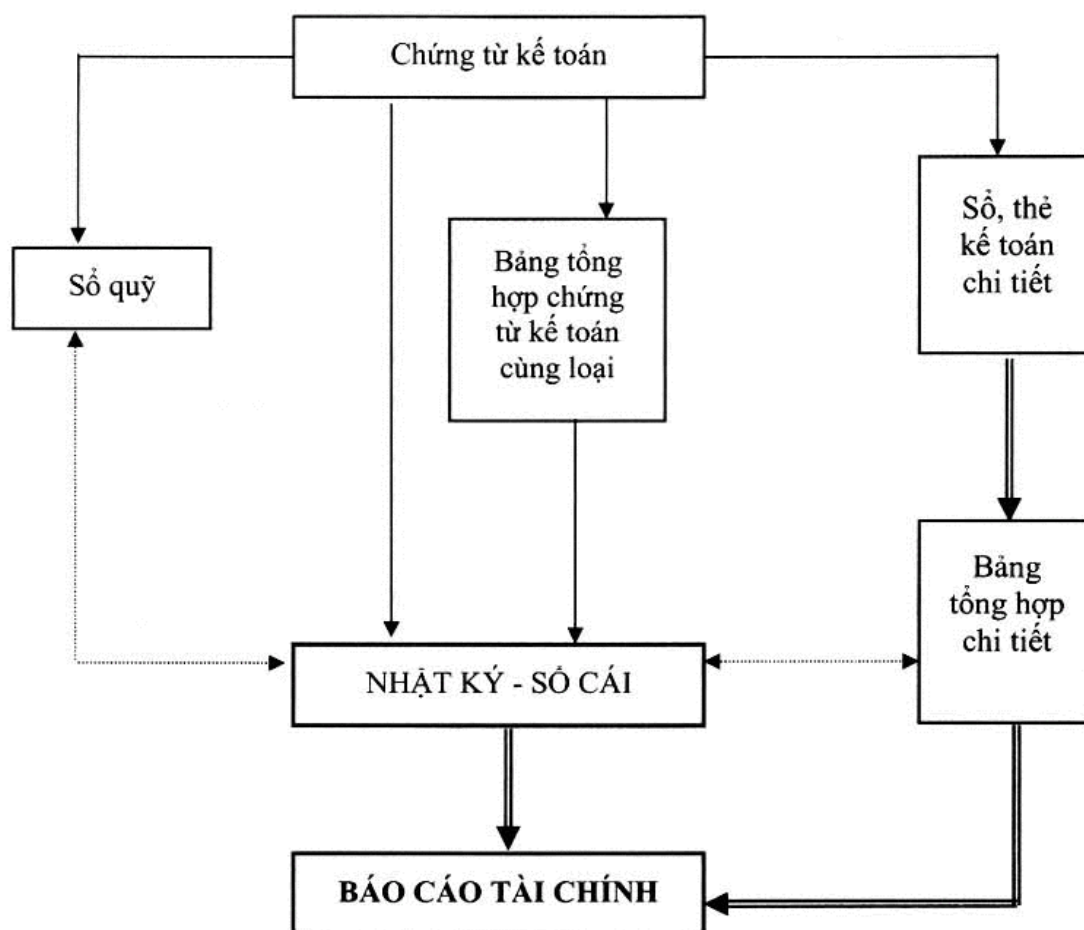 Chứng từ kế toán
Sổ quỹ
Bảng tổng
hợp chứng
từ kế toán
cùng loại
Sổ, thẻ
kế toán
chi tiết
Bảng
tổng hợp
chi tiết
NHẬT KÝ - SỔ CÁI
BÁO CÁO TÀI CHÍNH